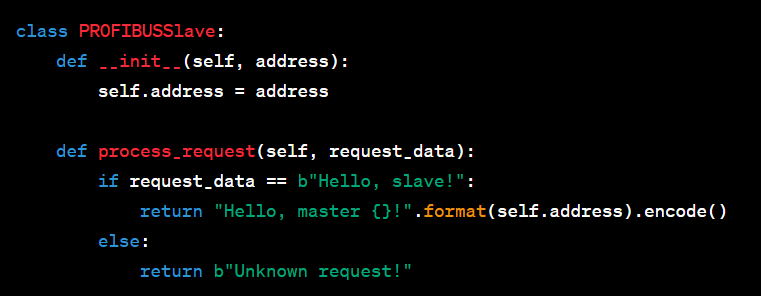 class PROFIBUSSlave:
    def __init__(self, address):
        self.address = address
    def process_request(self, request_data):
        if request_data == b"Hello, slave!":
            return "Hello, master {}!".format(self.address).encode()
        else:
            return b"Unknown request!"